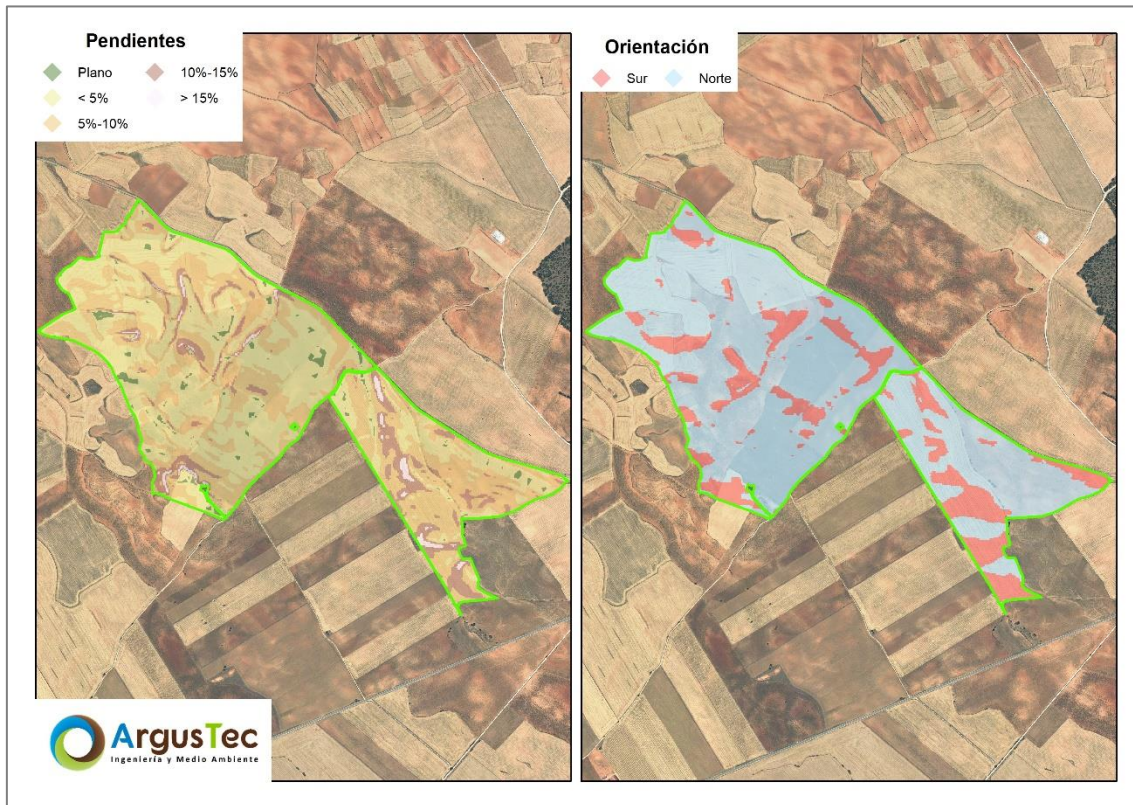 Pendientes
Plano
< 5%
5%-10%
10%-15%
> 15%
Orientación
Sur
Norte
ArgusTec
Ingeniería y Medio Ambiente